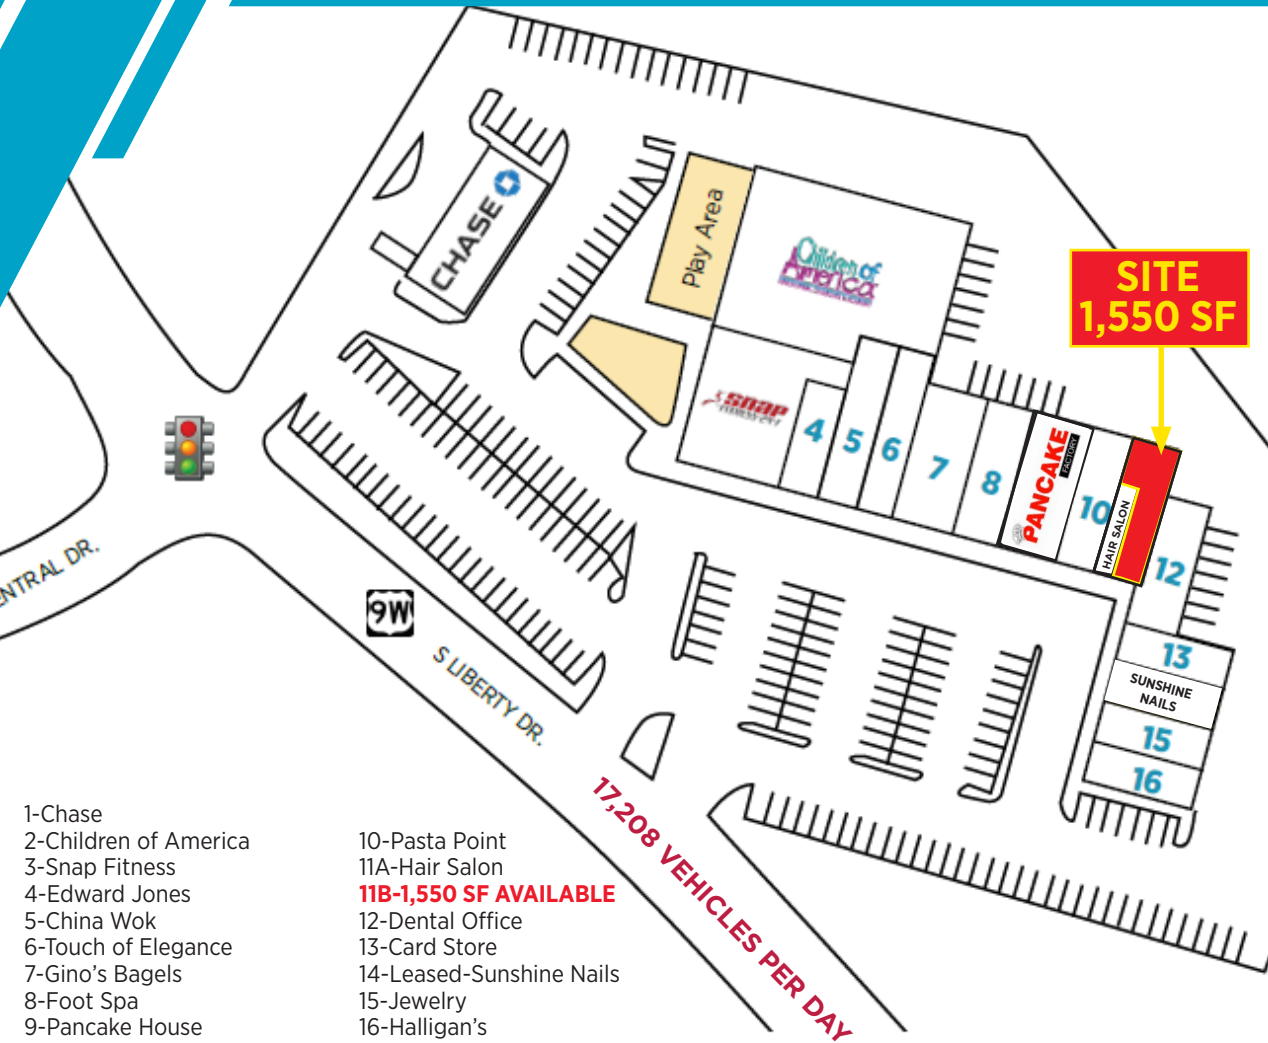 CHASE
Play Area
Children of
America
SITE
1,550 SF
snap
4
5
6
7
8
PANCAKE
FACTORY
10
HAIR SALON
12
13
SUNSHINE
NAILS
15
16
ENTRAL DR.
9W
S LIBERTY DR.
17,208 VEHICLES PER DAY
1-Chase
2-Children of America
3-Snap Fitness
4-Edward Jones
5-China Wok
6-Touch of Elegance
7-Gino's Bagels
8-Foot Spa
9-Pancake House
10-Pasta Point
11A-Hair Salon
11B-1,550 SF AVAILABLE
12-Dental Office
13-Card Store
14-Leased-Sunshine Nails
15-Jewelry
16-Halligan's